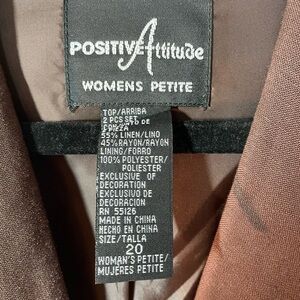 POSITIVE Attitude
WOMENS PETITE
TOP/ARRIBA
2 PCS SET
55% LINEN/LINO
45% RAYON/RAYON
LINING/FORRO
100% POLYESTER/
POLIESTER
EXCLUSIVE OF
DECORATION
EXCLUSIVO DE
DECORACION
RN 55126
MADE IN CHINA
HECHO EN CHINA
SIZE/TALLA
20
WOMAN'S PETITE/
MUJERES PETITE